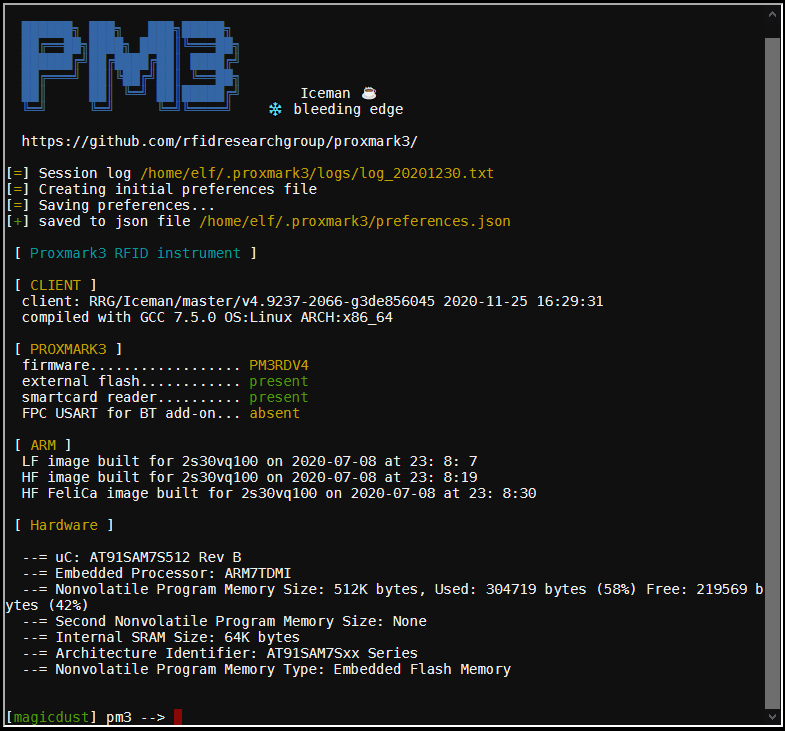 PM3
Iceman ☕
❄ bleeding edge
https://github.com/rfidresearchgroup/proxmark3/
[=] Session log /home/elf/.proxmark3/logs/log_20201230.txt
[=] Creating initial preferences file
[=] Saving preferences...
[+] saved to json file /home/elf/.proxmark3/preferences.json
[ Proxmark3 RFID instrument ]
[ CLIENT ]
client: RRG/Iceman/master/v4.9237-2066-g3de856045 2020-11-25 16:29:31
compiled with GCC 7.5.0 OS:Linux ARCH:x86_64
[ PROXMARK3 ]
firmware.................. PM3RDV4
external flash............ present
smartcard reader.......... present
FPC USART for BT add-on... absent
[ ARM ]
LF image built for 2s30vq100 on 2020-07-08 at 23: 8: 7
HF image built for 2s30vq100 on 2020-07-08 at 23: 8:19
HF FeliCa image built for 2s30vq100 on 2020-07-08 at 23: 8:30
[ Hardware ]
--= uC: AT91SAM7S512 Rev B
--= Embedded Processor: ARM7TDMI
--= Nonvolatile Program Memory Size: 512K bytes, Used: 304719 bytes (58%) Free: 219569 b
ytes (42%)
--= Second Nonvolatile Program Memory Size: None
--= Internal SRAM Size: 64K bytes
--= Architecture Identifier: AT91SAM7Sxx Series
--= Nonvolatile Program Memory Type: Embedded Flash Memory
[magicdust] pm3 -->